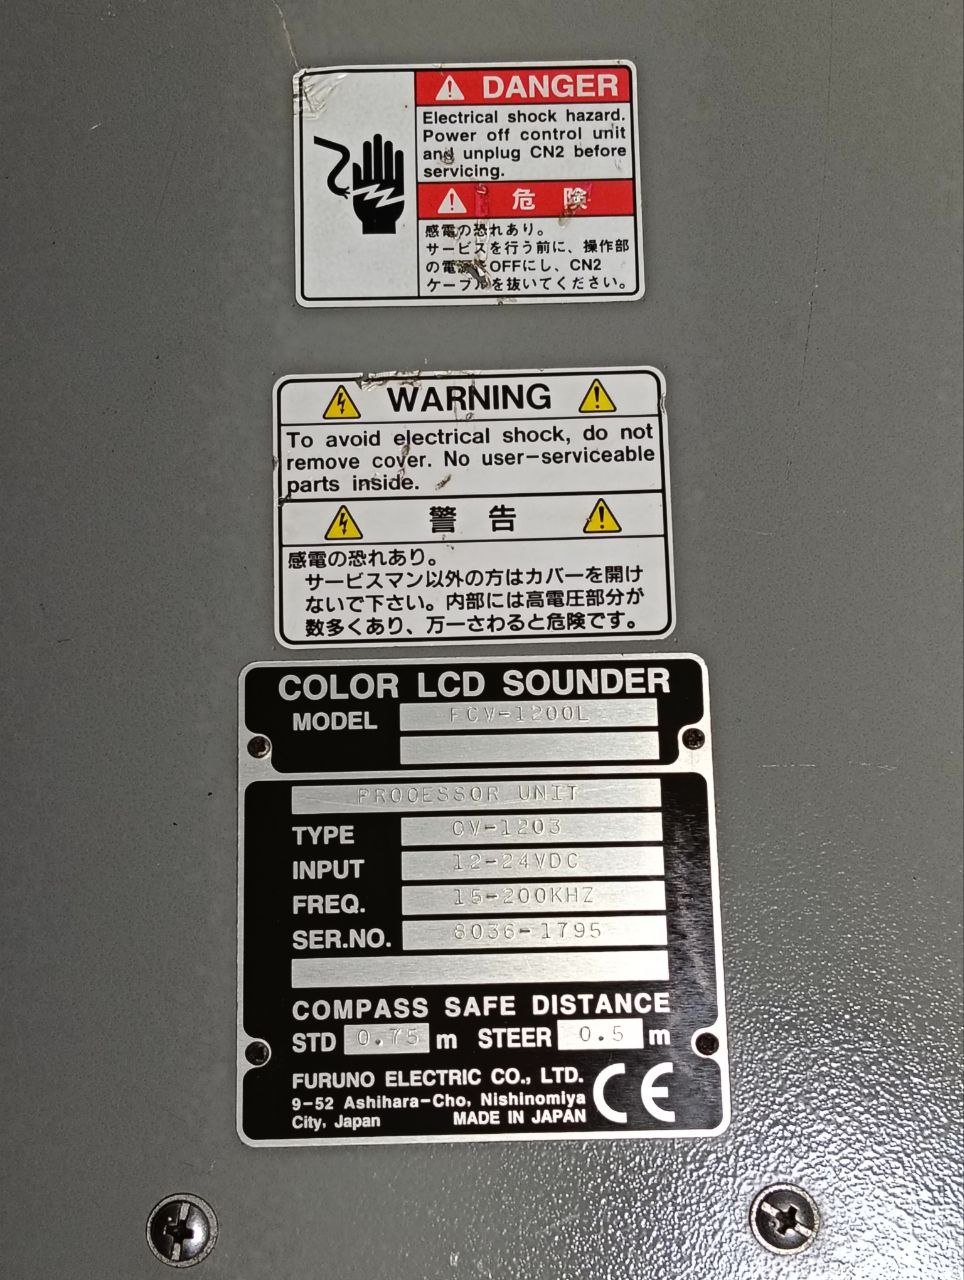 DANGER
Electrical shock hazard.
Power off control unit
and unplug CN2 before
servicing.
危 険
感電の恐れあり。
サービスを行う前に、操作部
の電源をOFFにし、CN2
ケーブルを抜いてください。
WARNING
To avoid electrical shock, do not
remove cover. No user-serviceable
parts inside.
警 告
感電の恐れあり。
サービスマン以外の方はカバーを開け
ないで下さい。内部には高電圧部分が
数多くあり、万一さわると危険です。
COLOR LCD SOUNDER
MODEL FCV-1200L
PROCESSOR UNIT
TYPE CV-1203
INPUT 12-24VDC
FREQ. 15-200KHZ
SER.NO. 8036-1795
COMPASS SAFE DISTANCE
STD 0.75 m STEER 0.5 m
FURUNO ELECTRIC CO., LTD.
9-52 Ashihara-Cho, Nishinomiya
City, Japan MADE IN JAPAN
CE